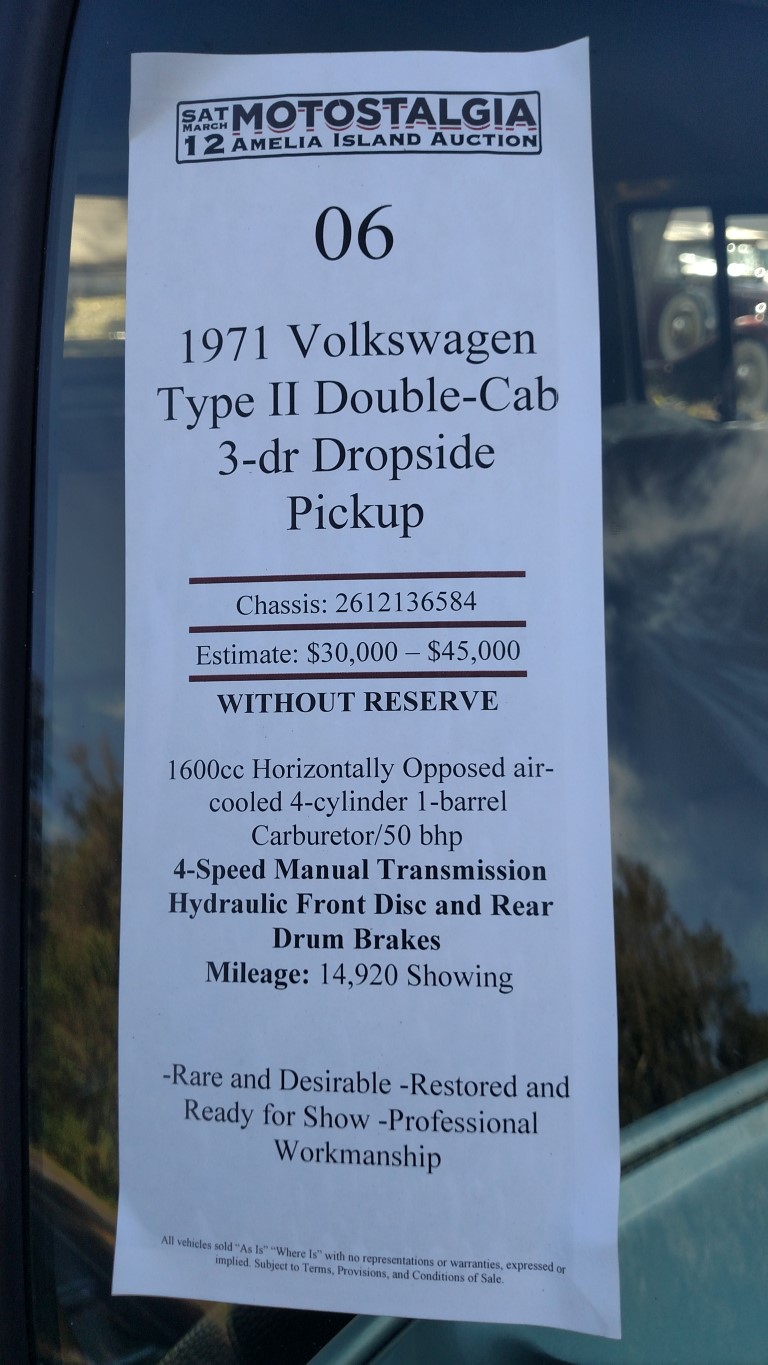 SAT MARCH 12 MOTOSTALGIA
AMELIA ISLAND AUCTION
06
1971 Volkswagen
Type II Double-Cab
3-dr Dropside
Pickup
Chassis: 2612136584
Estimate: $30,000 – $45,000
WITHOUT RESERVE
1600cc Horizontally Opposed air-
cooled 4-cylinder 1-barrel
Carburetor/50 bhp
4-Speed Manual Transmission
Hydraulic Front Disc and Rear
Drum Brakes
Mileage: 14,920 Showing
-Rare and Desirable -Restored and
Ready for Show -Professional
Workmanship
All vehicles sold "As Is" "Where Is" with no representations or warranties, expressed or
implied. Subject to Terms, Provisions, and Conditions of Sale.